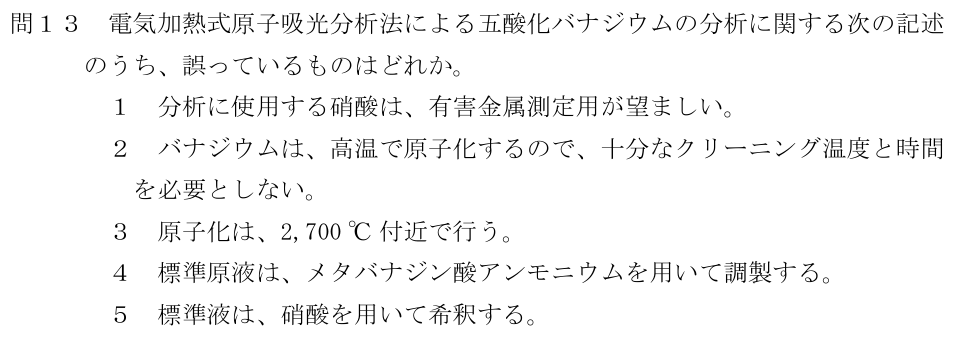 問１３　電気加熱式原子吸光分析法による五酸化バナジウムの分析に関する次の記述
のうち、誤っているものはどれか。
１　分析に使用する硝酸は、有害金属測定用が望ましい。
２　バナジウムは、高温で原子化するので、十分なクリーニング温度と時間
を必要としない。
３　原子化は、2,700 ℃ 付近で行う。
４　標準原液は、メタバナジン酸アンモニウムを用いて調製する。
５　標準液は、硝酸を用いて希釈する。